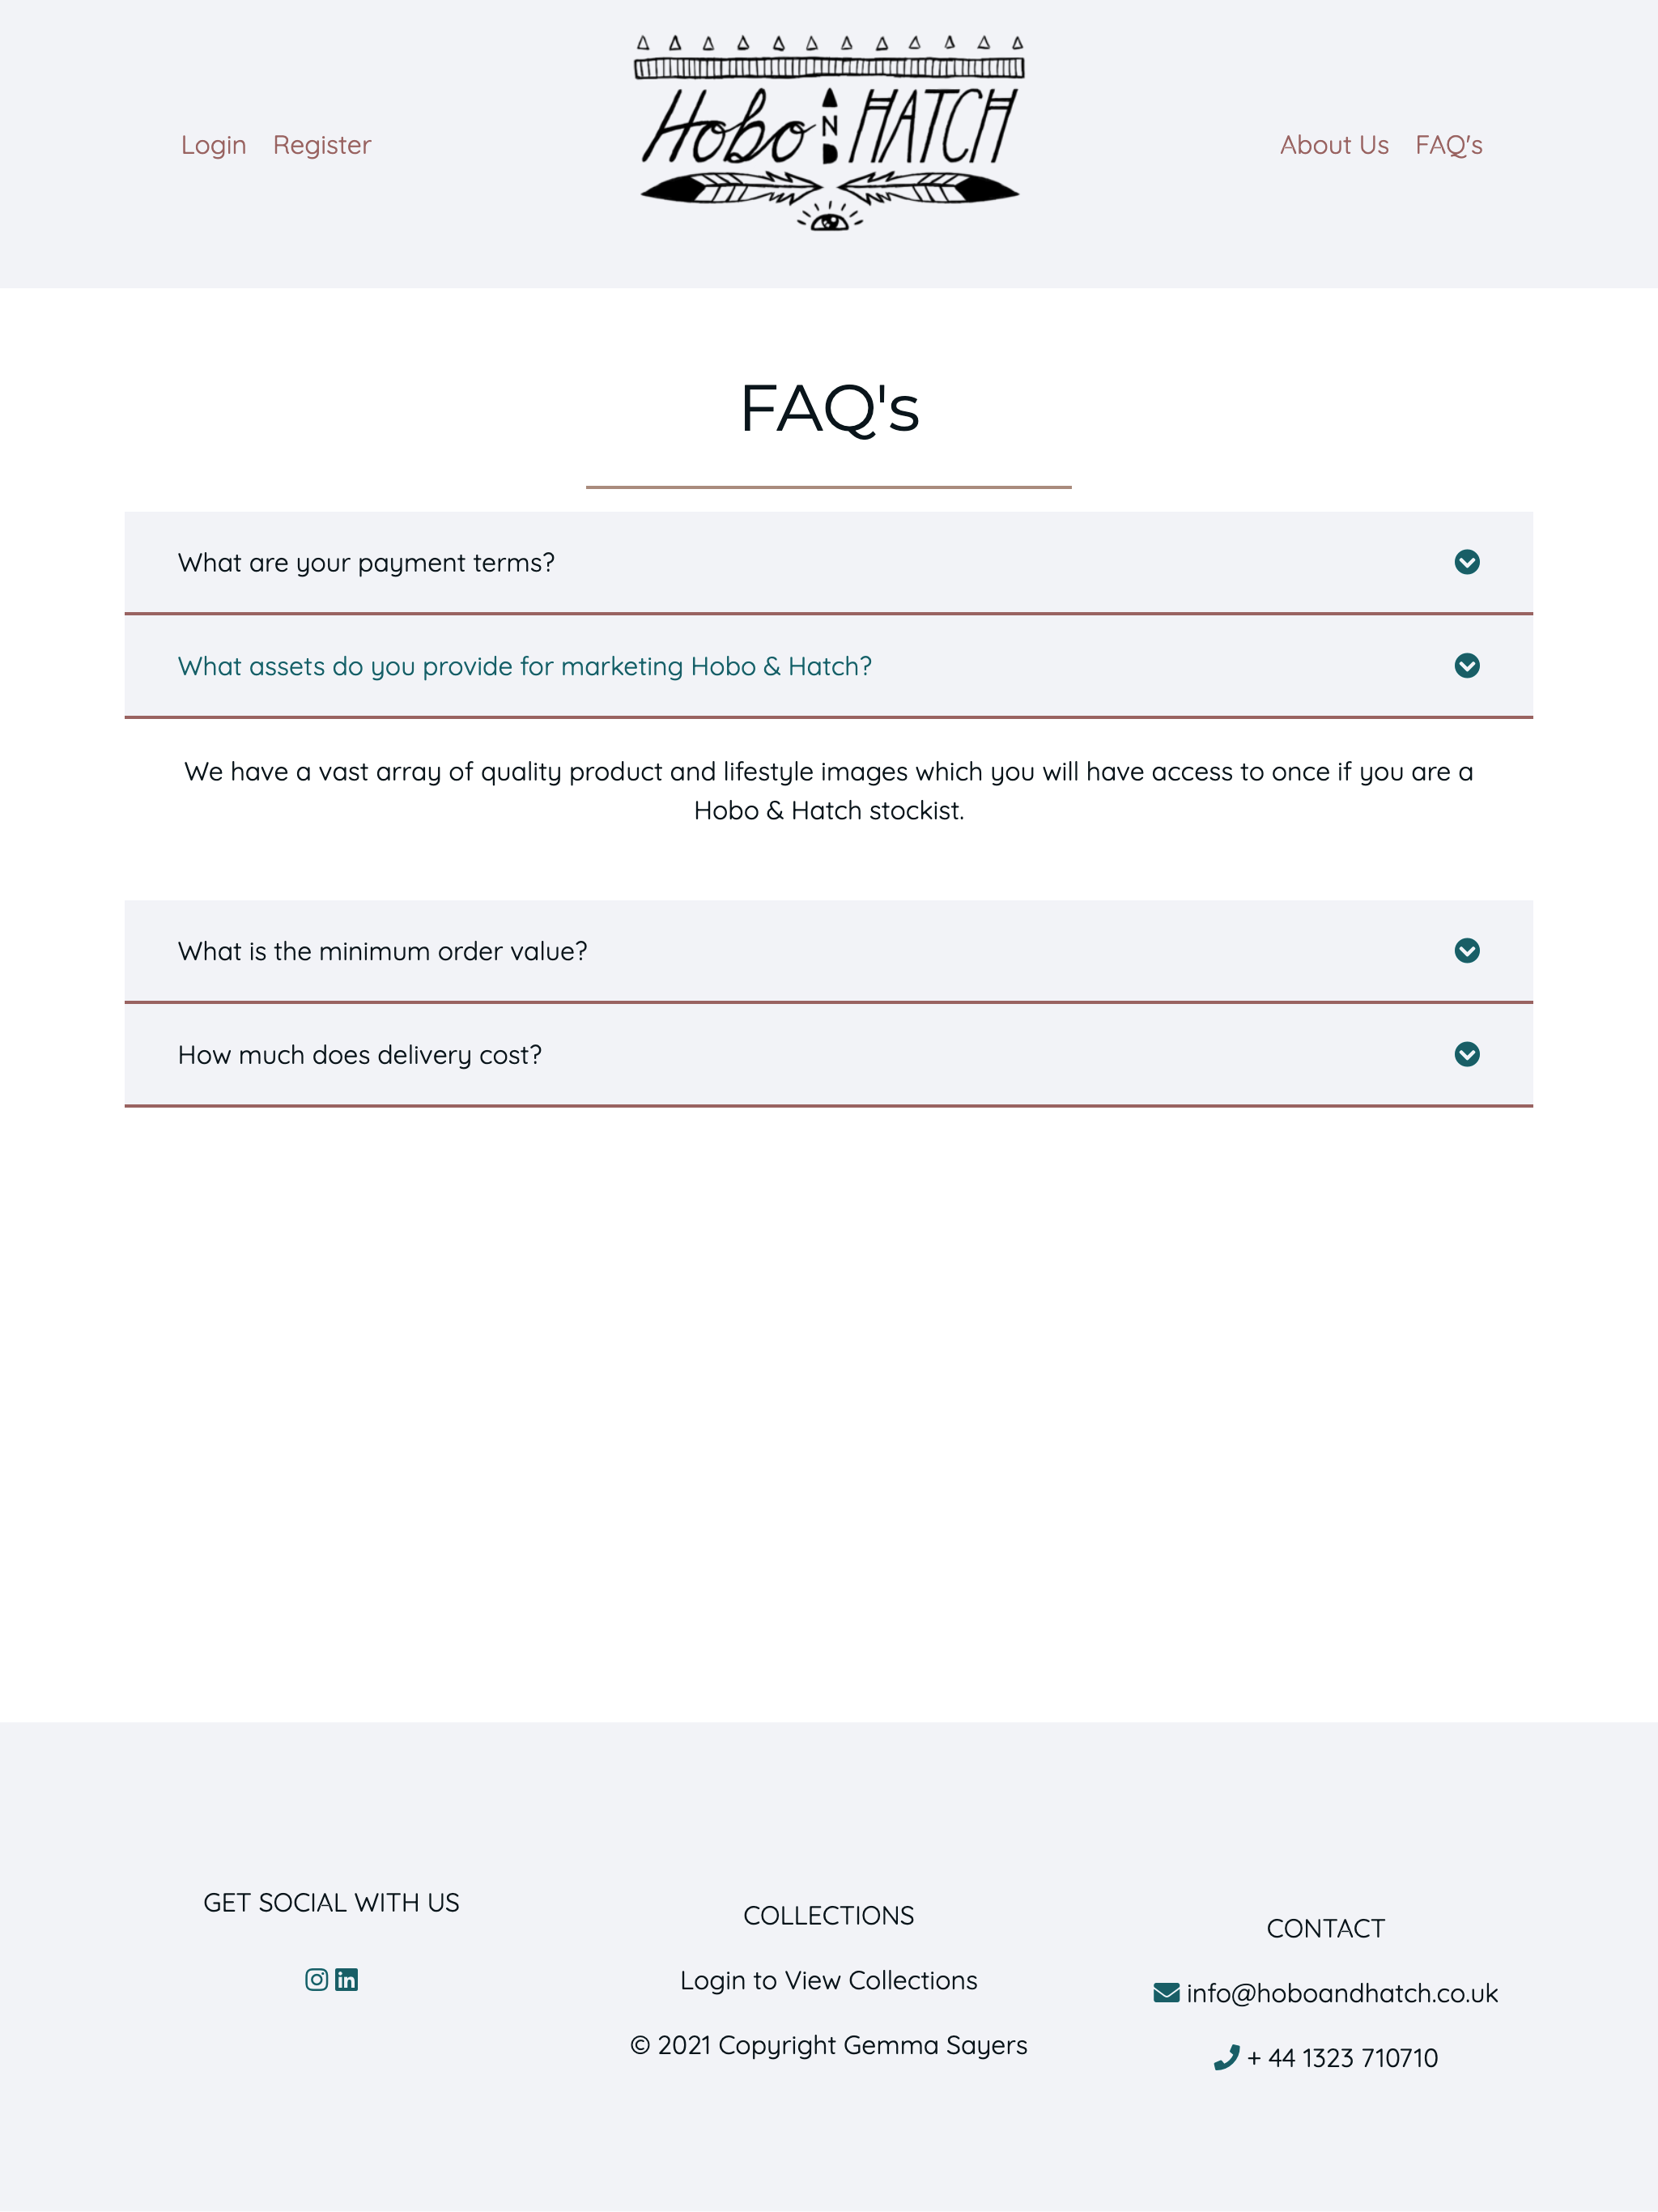 Login Register
Hobo AND HATCH
About Us FAQ's
FAQ's
What are your payment terms?
What assets do you provide for marketing Hobo & Hatch?
We have a vast array of quality product and lifestyle images which you will have access to once if you are a
Hobo & Hatch stockist.
What is the minimum order value?
How much does delivery cost?
GET SOCIAL WITH US
COLLECTIONS
Login to View Collections
© 2021 Copyright Gemma Sayers
CONTACT
info@hoboandhatch.co.uk
+ 44 1323 710710